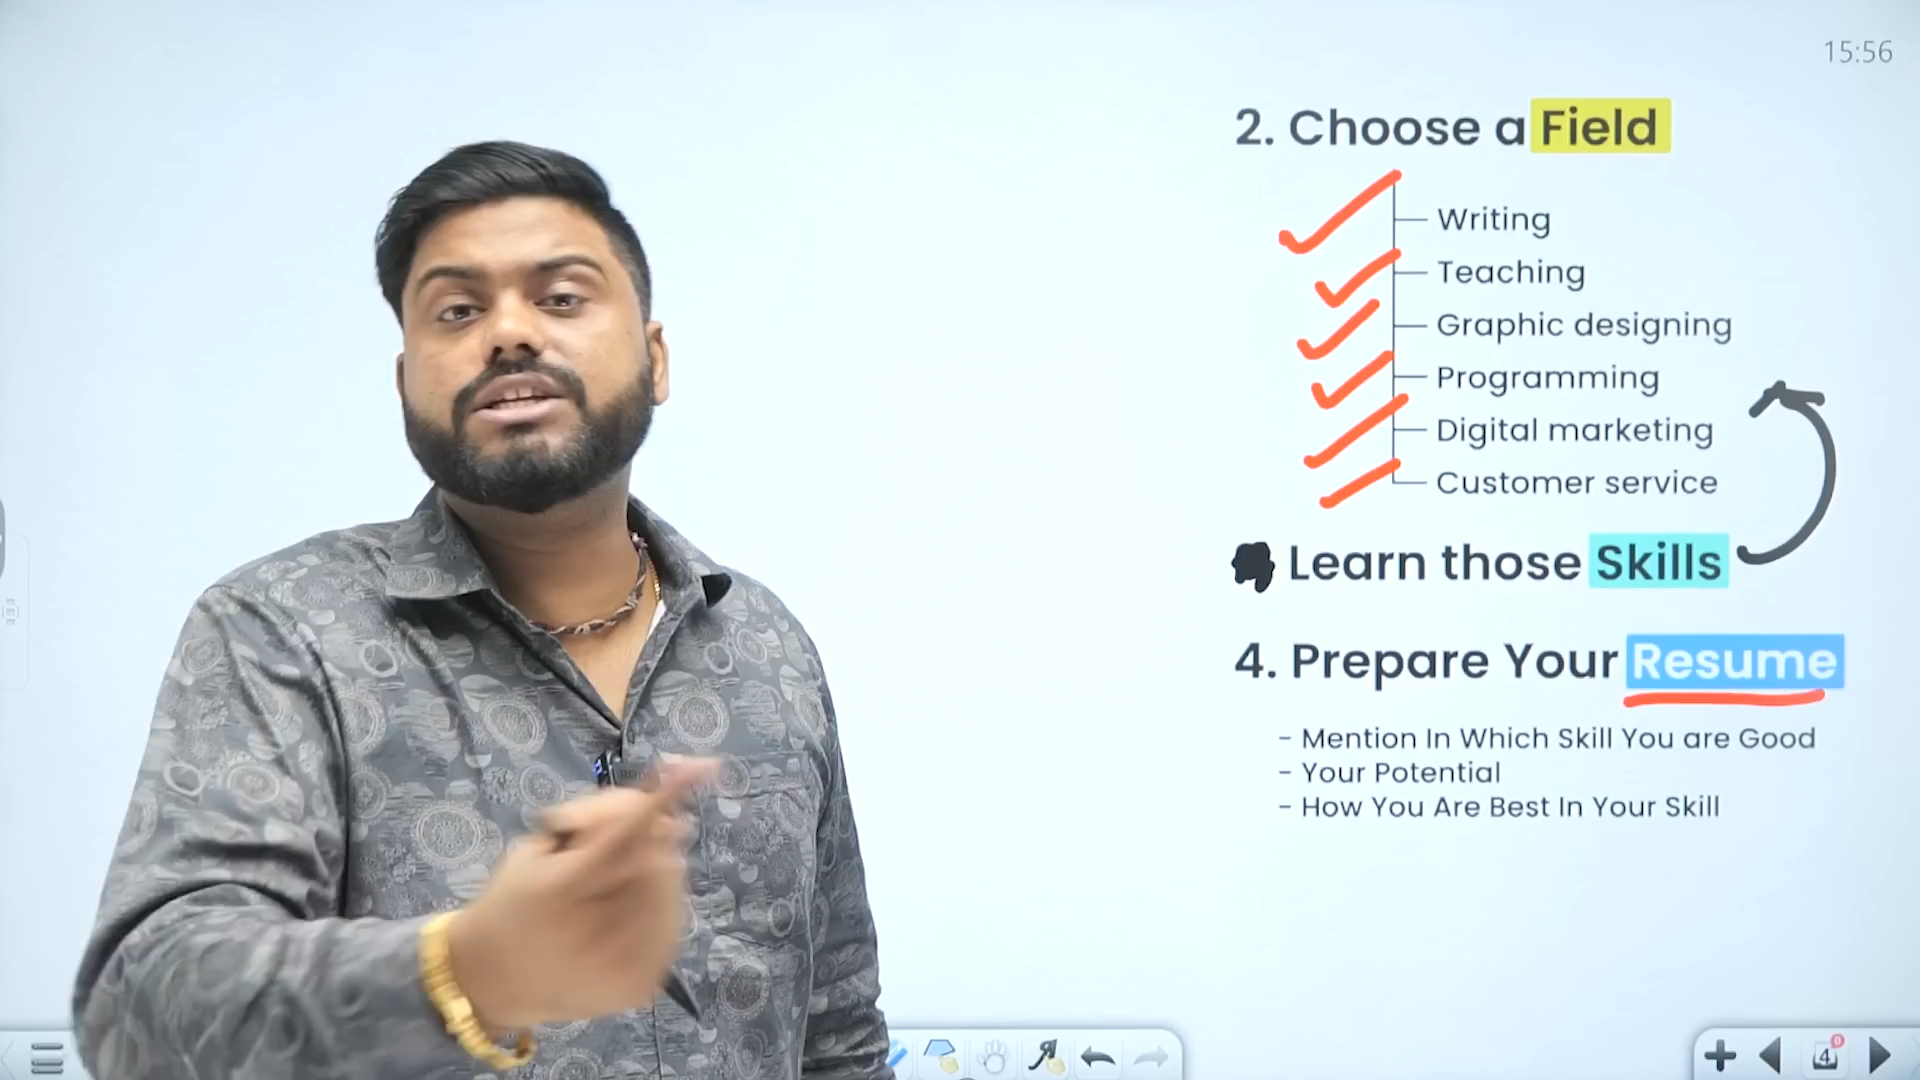 15:56
2. Choose a Field
Writing
Teaching
Graphic designing
Programming
Digital marketing
Customer service
Learn those Skills
4. Prepare Your Resume
- Mention In Which Skill You are Good
- Your Potential
- How You Are Best In Your Skill
4
0